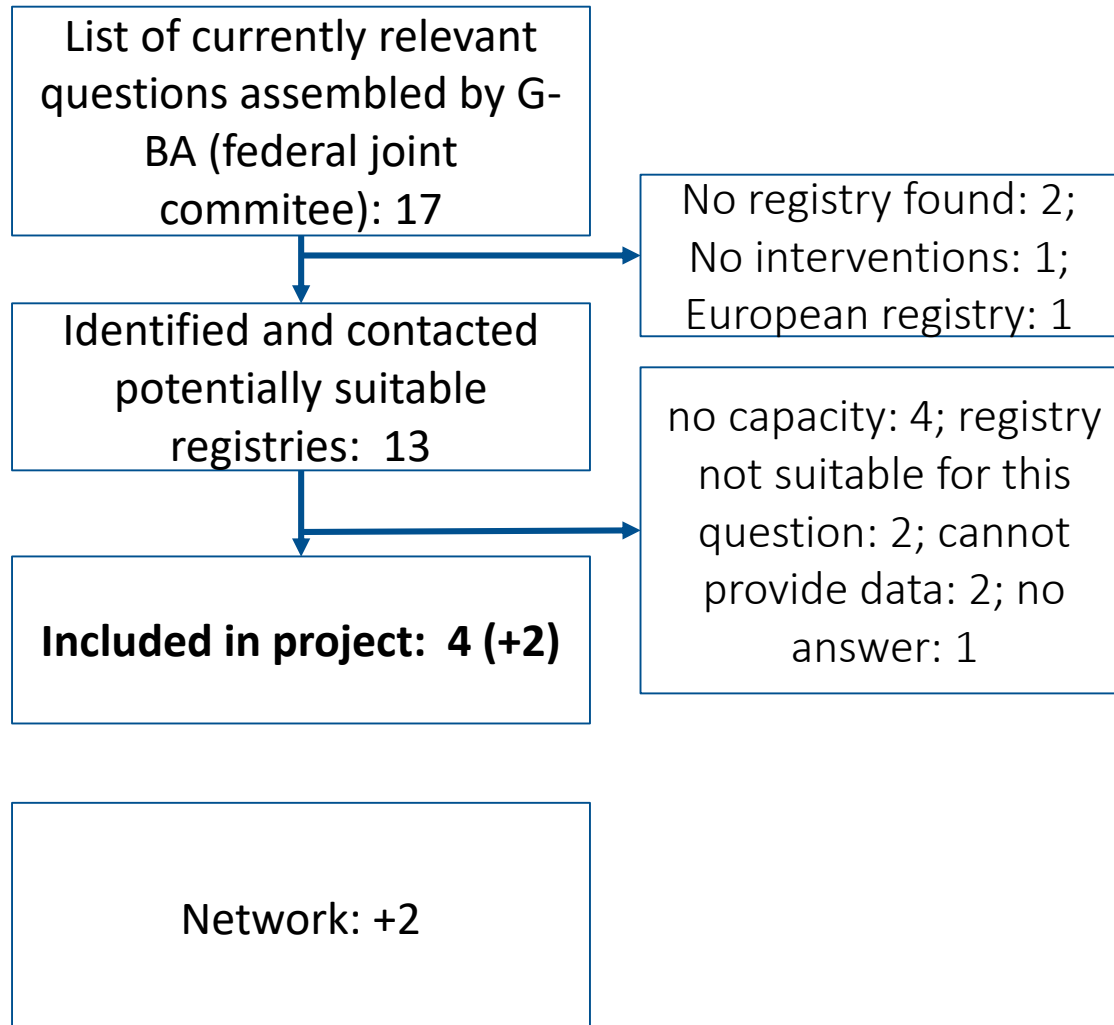 List of currently relevant
questions assembled by G-
BA (federal joint
commitee): 17
No registry found: 2;
No interventions: 1;
European registry: 1
Identified and contacted
potentially suitable
registries:  13
no capacity: 4; registry
not suitable for this
question: 2; cannot
provide data: 2; no
answer: 1
Included in project:  4 (+2)
Network: +2